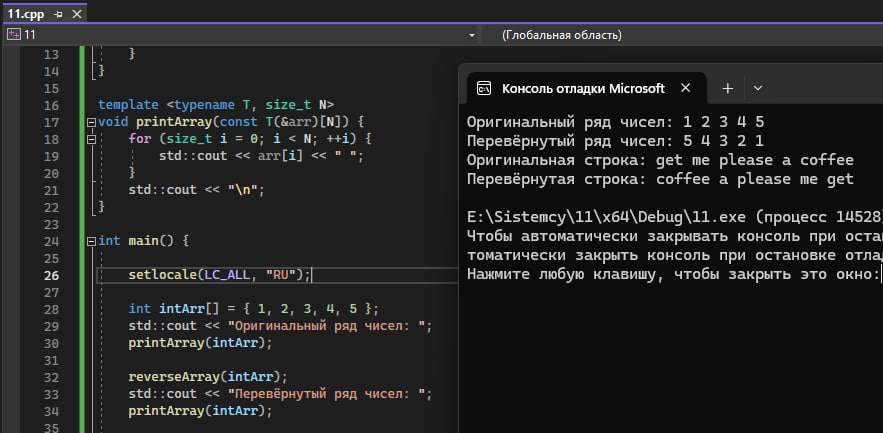 11.cpp
11
(Глобальная область)
13 }
14 }
15
16 template <typename T, size_t N>
17 void printArray(const T(&arr)[N]) {
18 for (size_t i = 0; i < N; ++i) {
19 std::cout << arr[i] << " ";
20 }
21 std::cout << "\n";
22 }
23
24 int main() {
25
26 setlocale(LC_ALL, "RU");
27
28 int intArr[] = { 1, 2, 3, 4, 5 };
29 std::cout << "Оригинальный ряд чисел: ";
30 printArray(intArr);
31
32 reverseArray(intArr);
33 std::cout << "Перевёрнутый ряд чисел: ";
34 printArray(intArr);
35
Консоль отладки Microsoft
Оригинальный ряд чисел: 1 2 3 4 5
Перевёрнутый ряд чисел: 5 4 3 2 1
Оригинальная строка: get me please a coffee
Перевёрнутая строка: coffee a please me get
E:\Sistemcy\11\x64\Debug\11.exe (процесс 14528)
Чтобы автоматически закрывать консоль при оста
томатически закрыть консоль при остановке отла
Нажмите любую клавишу, чтобы закрыть это окно: